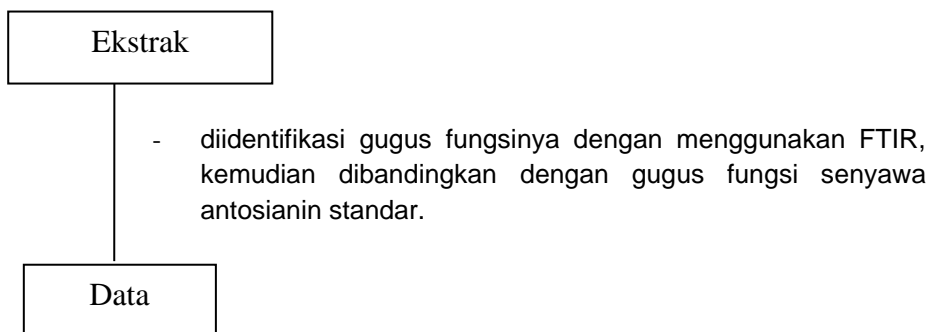 Ekstrak
- diidentifikasi gugus fungsinya dengan menggunakan FTIR,
kemudian dibandingkan dengan gugus fungsi senyawa
antosianin standar.
Data